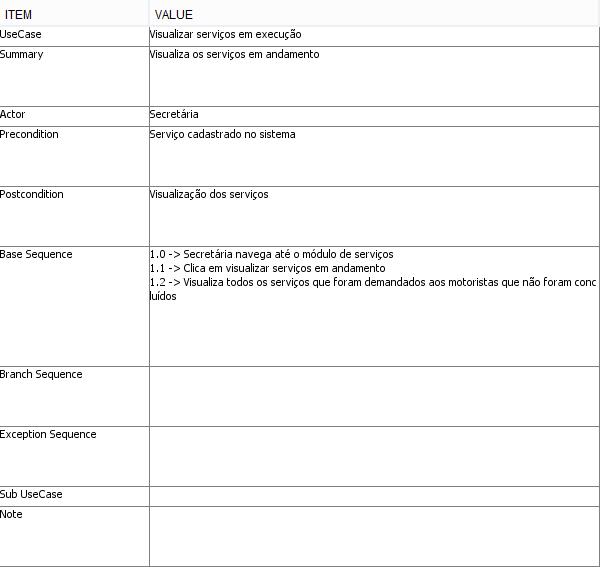 ITEM VALUE
UseCase Visualizar serviços em execução
Summary Visualiza os serviços em andamento
Actor Secretária
Precondition Serviço cadastrado no sistema
Postcondition Visualização dos serviços
Base Sequence 1.0 -> Secretária navega até o módulo de serviços
1.1 -> Clica em visualizar serviços em andamento
1.2 -> Visualiza todos os serviços que foram demandados aos motoristas que não foram conc
luídos
Branch Sequence
Exception Sequence
Sub UseCase
Note